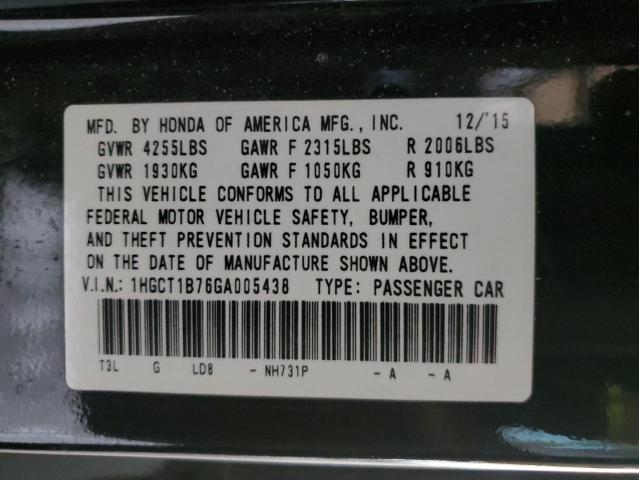 MFD. BY HONDA OF AMERICA MFG., INC. 12/'15
GVWR 4255LBS GAWR F 2315LBS R 2006LBS
GVWR 1930KG GAWR F 1050KG R 910KG
THIS VEHICLE CONFORMS TO ALL APPLICABLE
FEDERAL MOTOR VEHICLE SAFETY, BUMPER,
AND THEFT PREVENTION STANDARDS IN EFFECT
ON THE DATE OF MANUFACTURE SHOWN ABOVE.
V.I.N.: 1HGCT1B76GA005438 TYPE: PASSENGER CAR
T3L G LD8 - NH731P - A - A